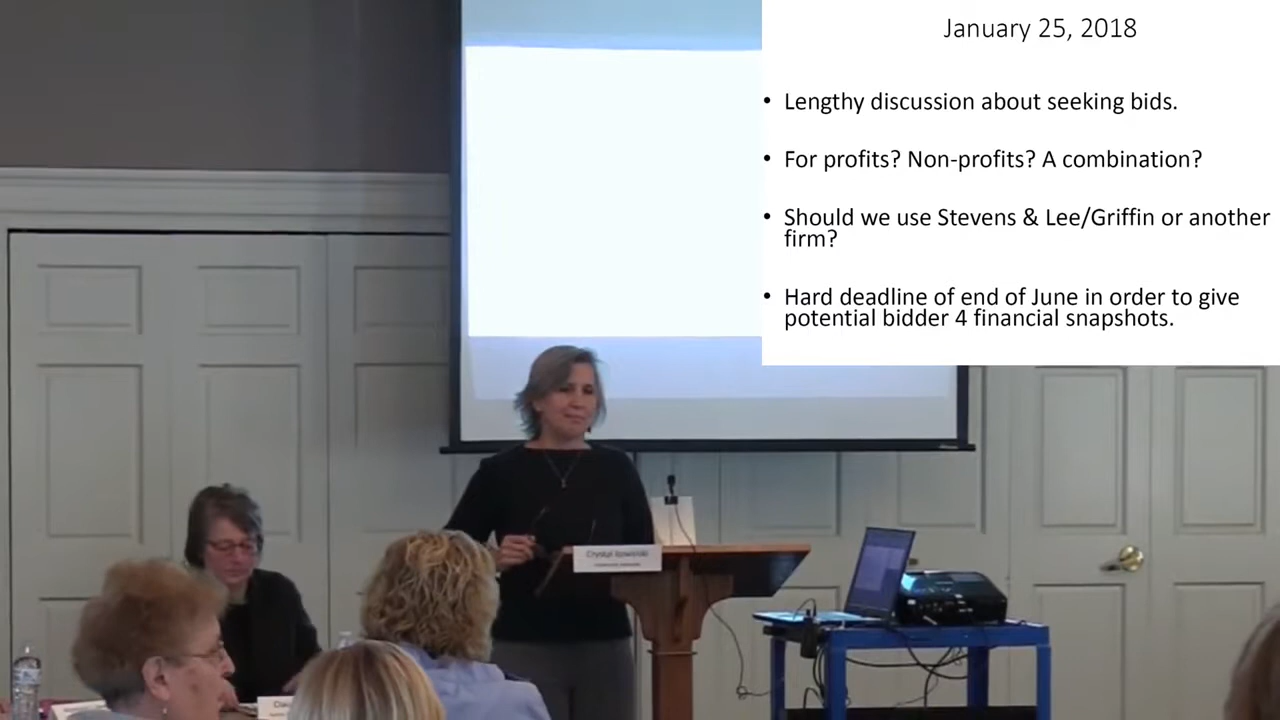 January 25, 2018
• Lengthy discussion about seeking bids.
• For profits? Non-profits? A combination?
• Should we use Stevens & Lee/Griffin or another
firm?
• Hard deadline of end of June in order to give
potential bidder 4 financial snapshots.
Crystal